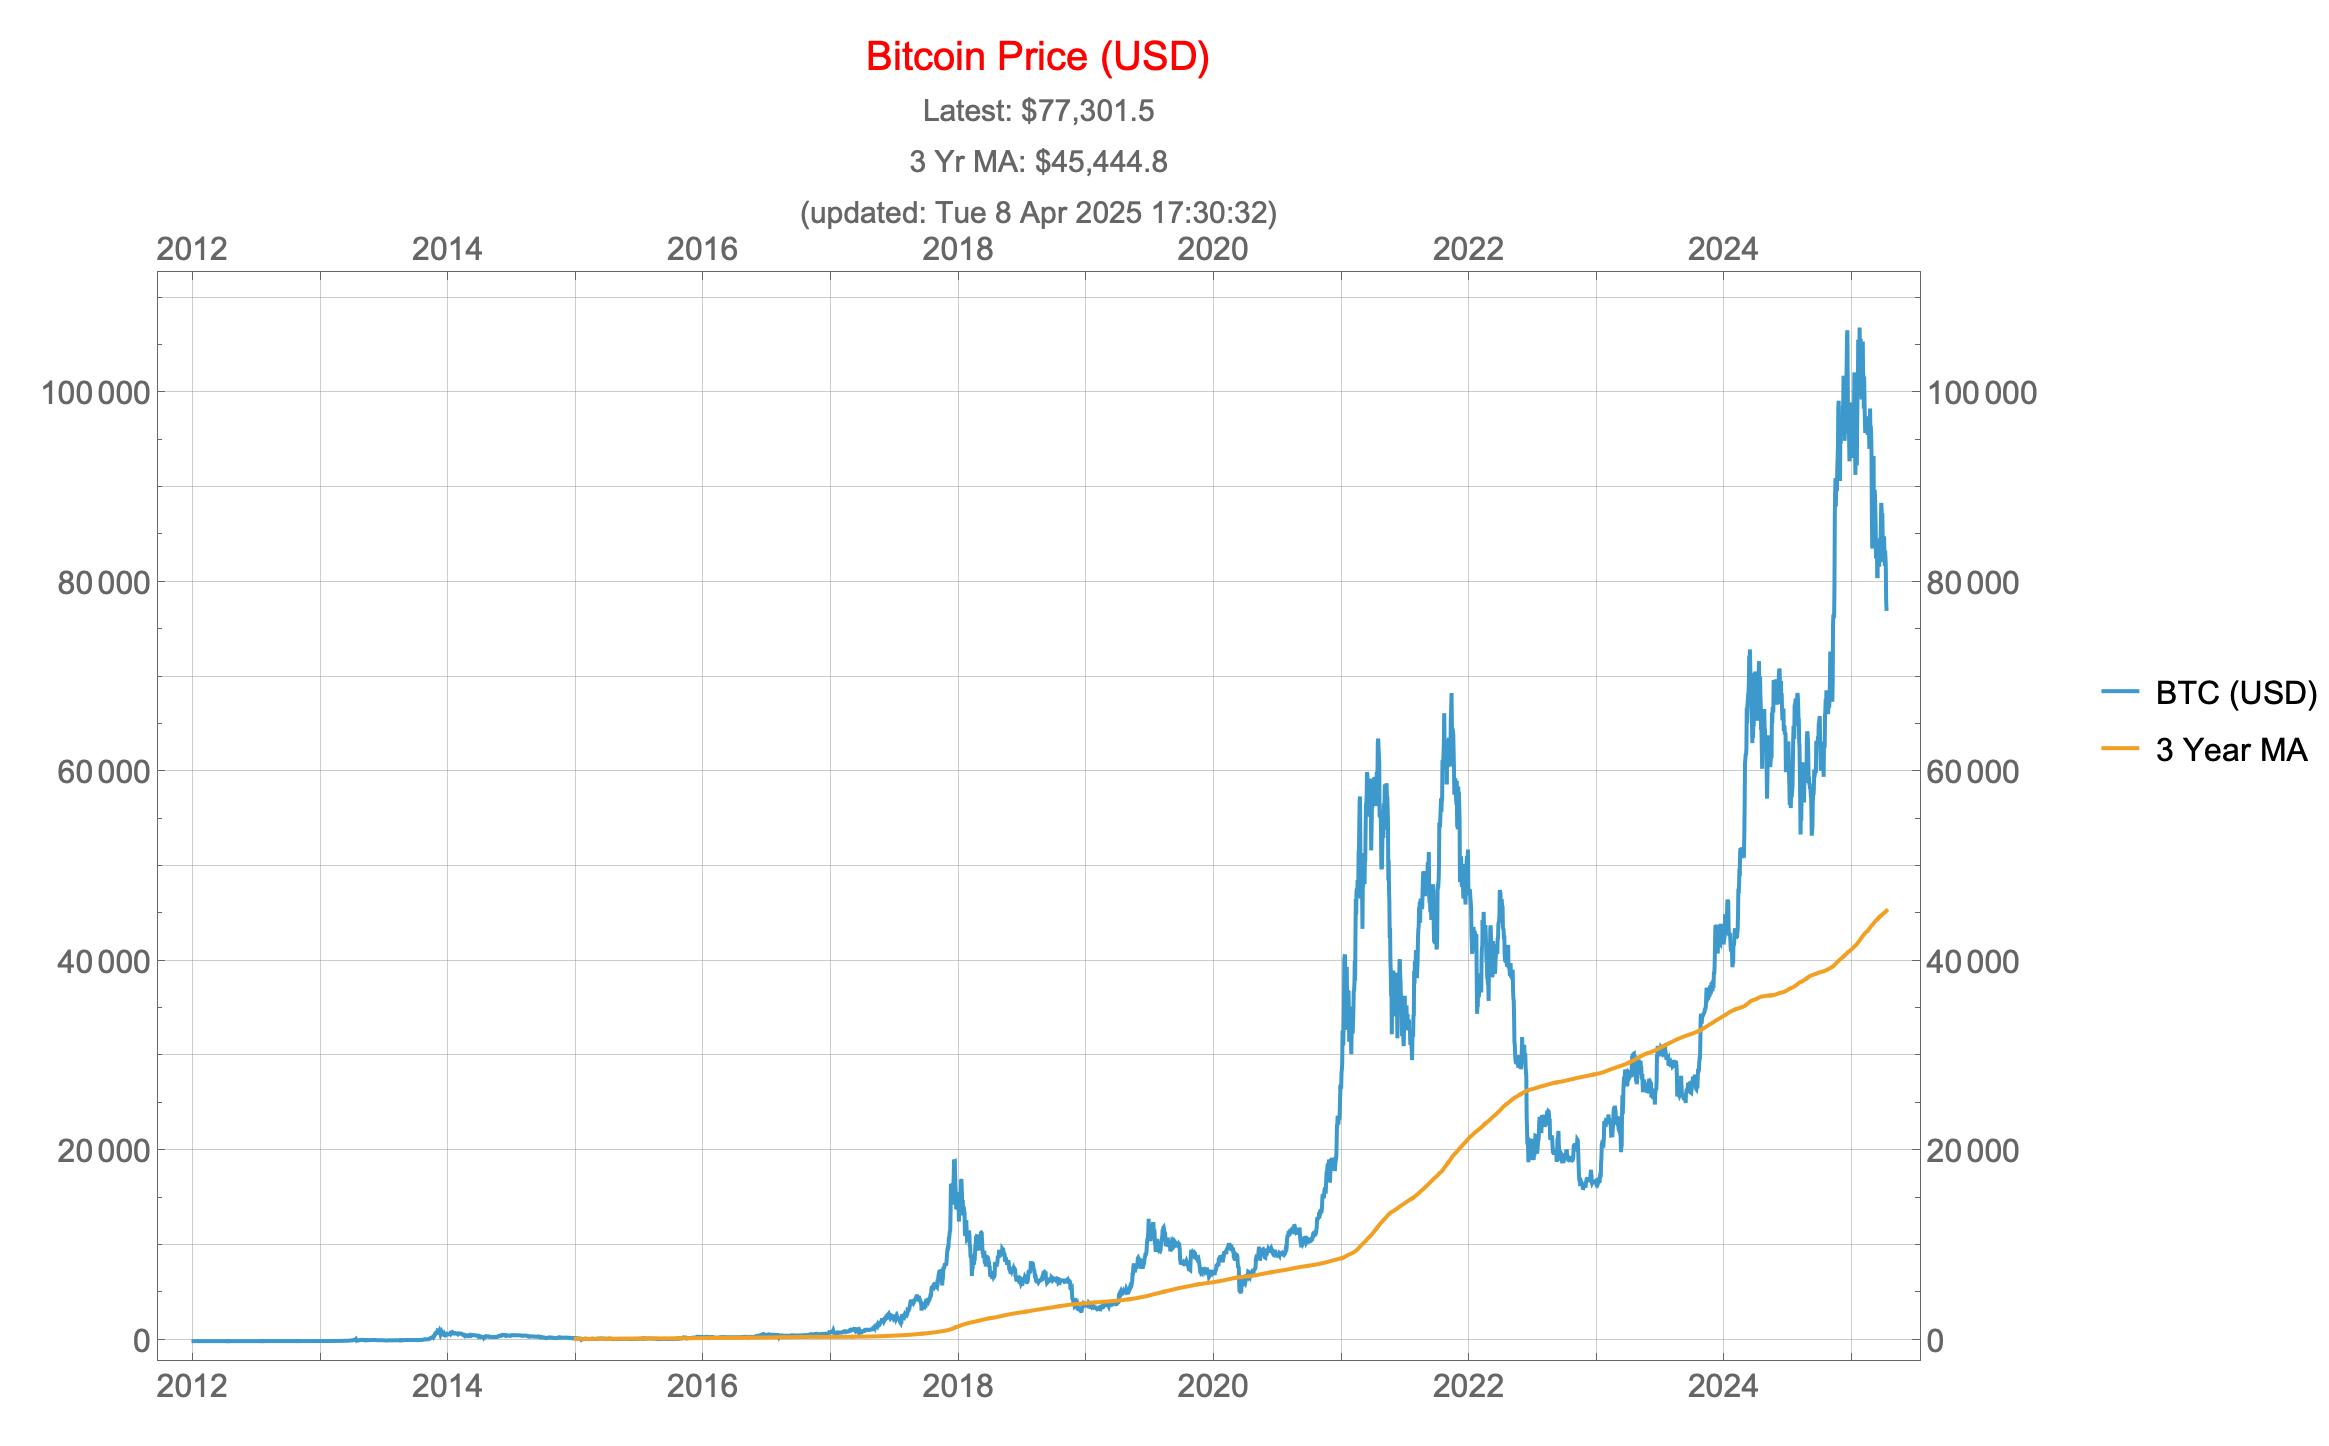 Bitcoin Price (USD)
Latest: $77,301.5
3 Yr MA: $45,444.8
(updated: Tue 8 Apr 2025 17:30:32)
2012 2014 2016 2018 2020 2022 2024
100 000 100 000
80 000 80 000
BTC (USD)
3 Year MA
60 000 60 000
40 000 40 000
20 000 20 000
0 0
2012 2014 2016 2018 2020 2022 2024